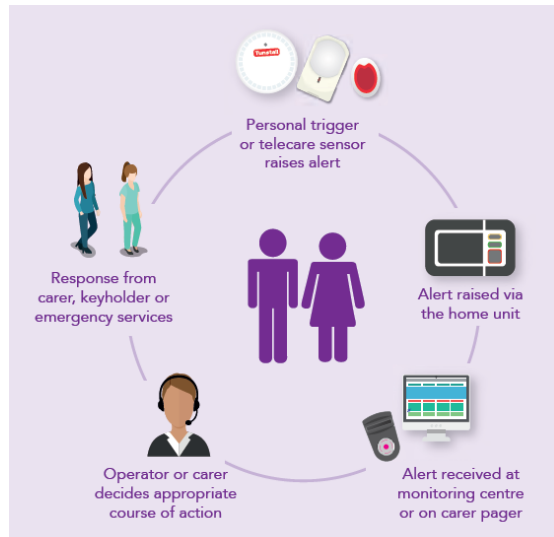 Tunstall
Personal trigger
or telecare sensor
raises alert
Alert raised via
the home unit
Alert received at
monitoring centre
or on carer pager
Operator or carer
decides appropriate
course of action
Response from
carer, keyholder or
emergency services